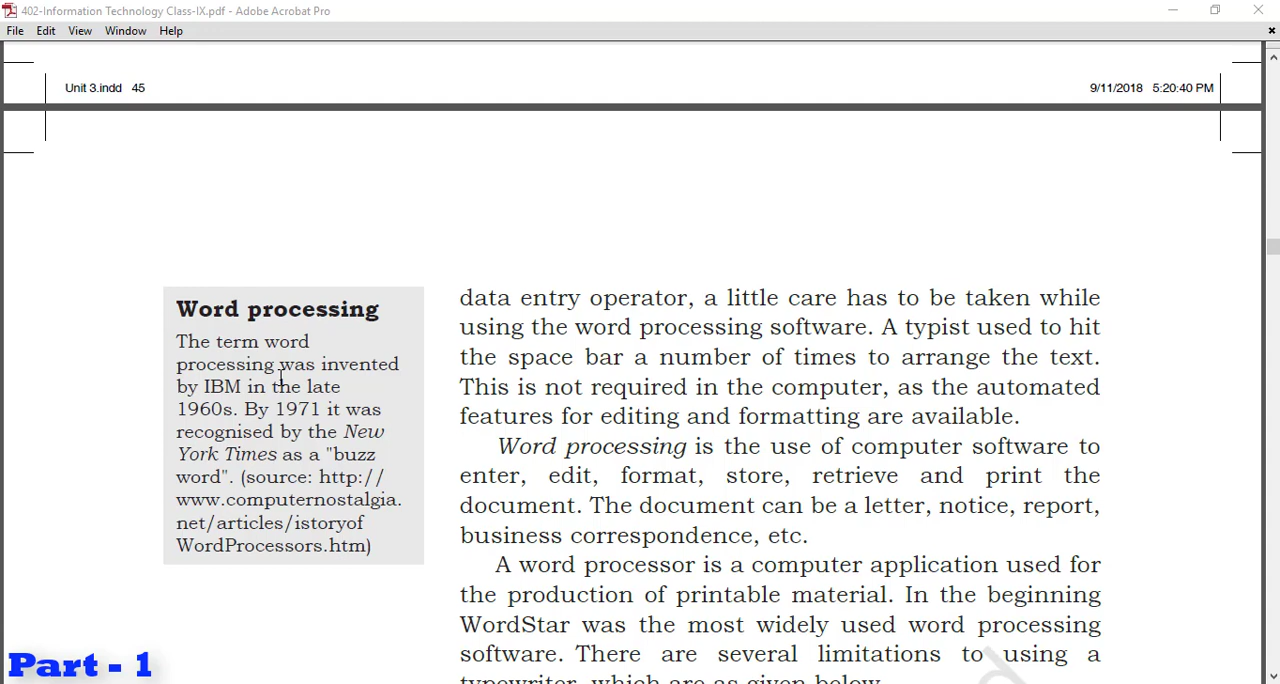 402-Information Technology Class-IX.pdf - Adobe Acrobat Pro
File Edit View Window Help
Unit 3.indd 45
9/11/2018 5:20:40 PM
Word processing
The term word
processing was invented
by IBM in the late
1960s. By 1971 it was
recognised by the New
York Times as a "buzz
word". (source: http://
www.computernostalgia.
net/articles/istoryof
WordProcessors.htm)
data entry operator, a little care has to be taken while
using the word processing software. A typist used to hit
the space bar a number of times to arrange the text.
This is not required in the computer, as the automated
features for editing and formatting are available.
Word processing is the use of computer software to
enter, edit, format, store, retrieve and print the
document. The document can be a letter, notice, report,
business correspondence, etc.
A word processor is a computer application used for
the production of printable material. In the beginning
WordStar was the most widely used word processing
software. There are several limitations to using a
typewriter, which are as given below
Part - 1